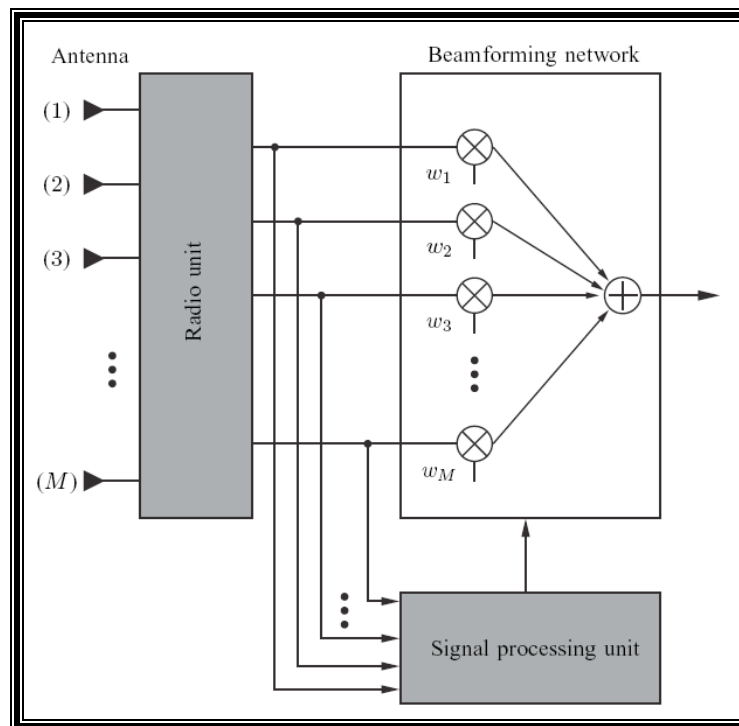 Antenna
Beamforming network
(1)
(2)
(3)
(M)
Radio unit
w1
w2
w3
wM
Signal processing unit